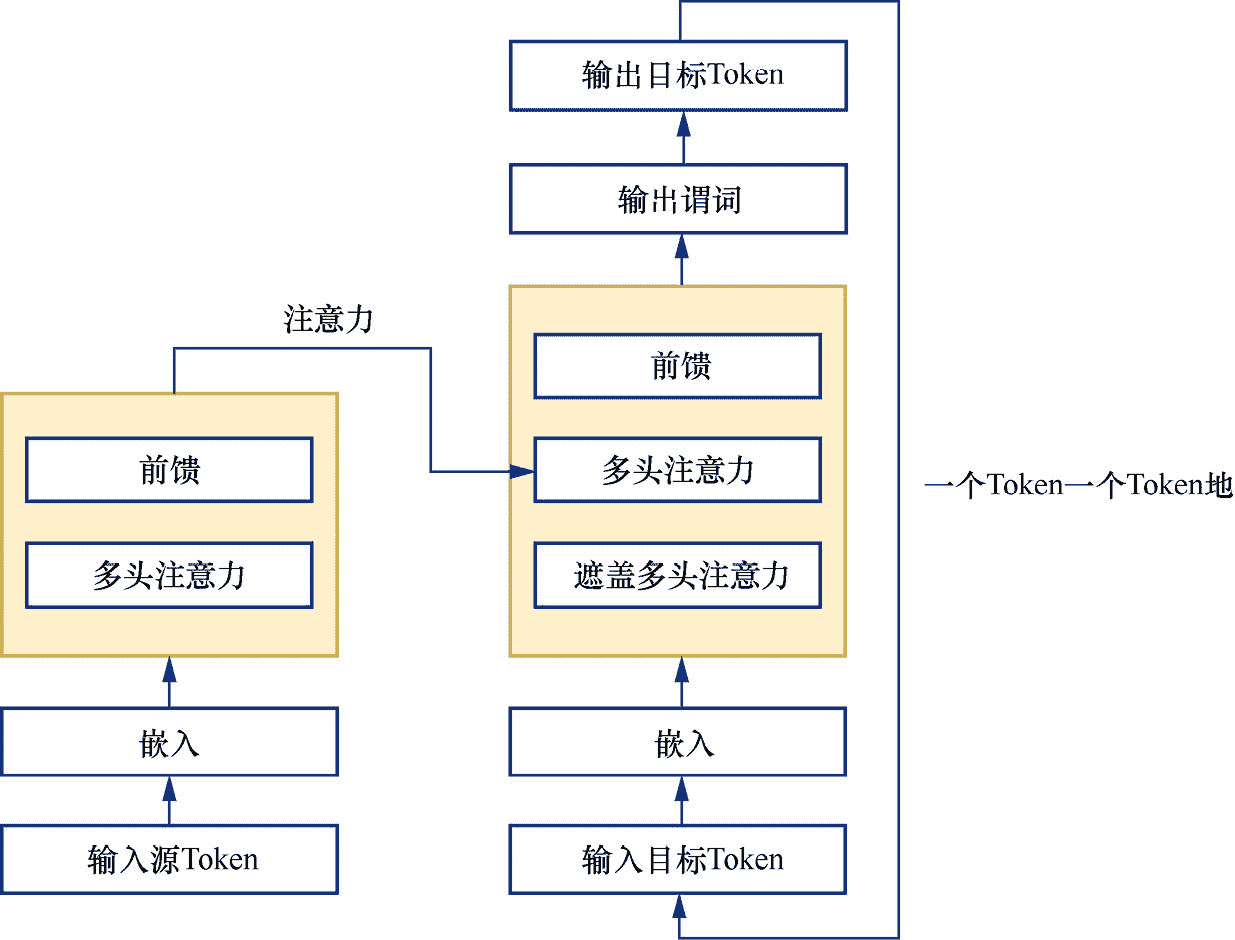 输出目标Token
输出谓词
注意力
前馈
多头注意力
遮盖多头注意力
前馈
多头注意力
一个Token一个Token地
嵌入
嵌入
输入源Token
输入目标Token